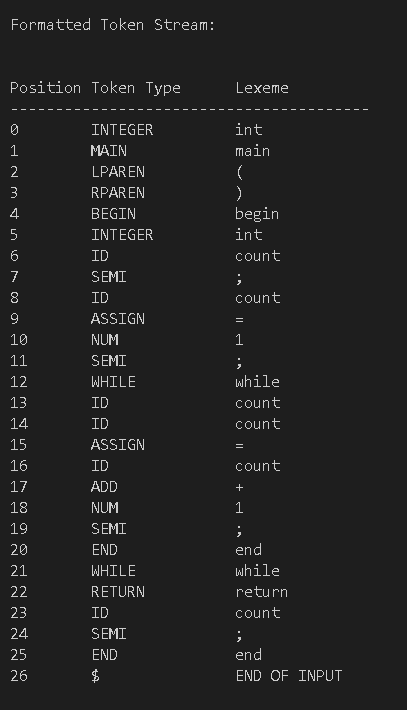 Formatted Token Stream:
Position Token Type Lexeme
----------------------------------------
0 INTEGER int
1 MAIN main
2 LPAREN (
3 RPAREN )
4 BEGIN begin
5 INTEGER int
6 ID count
7 SEMI ;
8 ID count
9 ASSIGN =
10 NUM 1
11 SEMI ;
12 WHILE while
13 ID count
14 ID count
15 ASSIGN =
16 ID count
17 ADD +
18 NUM 1
19 SEMI ;
20 END end
21 WHILE while
22 RETURN return
23 ID count
24 SEMI ;
25 END end
26 $ END OF INPUT